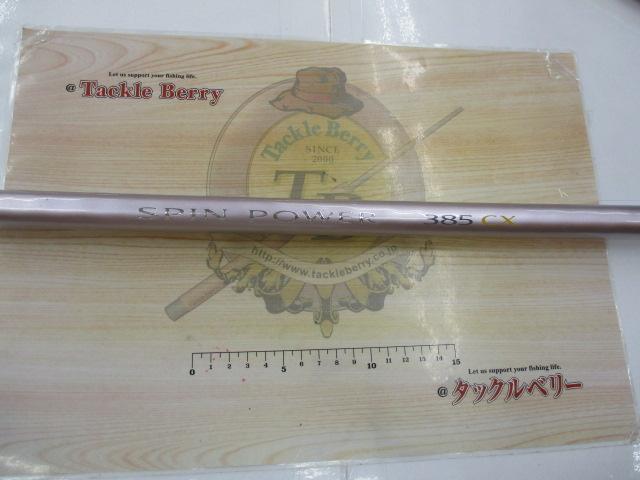 Let us support your fishing life.
@ Tackle Berry
Tackle Berry
SINCE
2000
SPIN POWER 385CX
http://www.tackleberry.co.jp
0 1 2 3 4 5 6 7 8 9 10 11 12 13 14 15
Let us support your fishing life.
@ タックルベリー